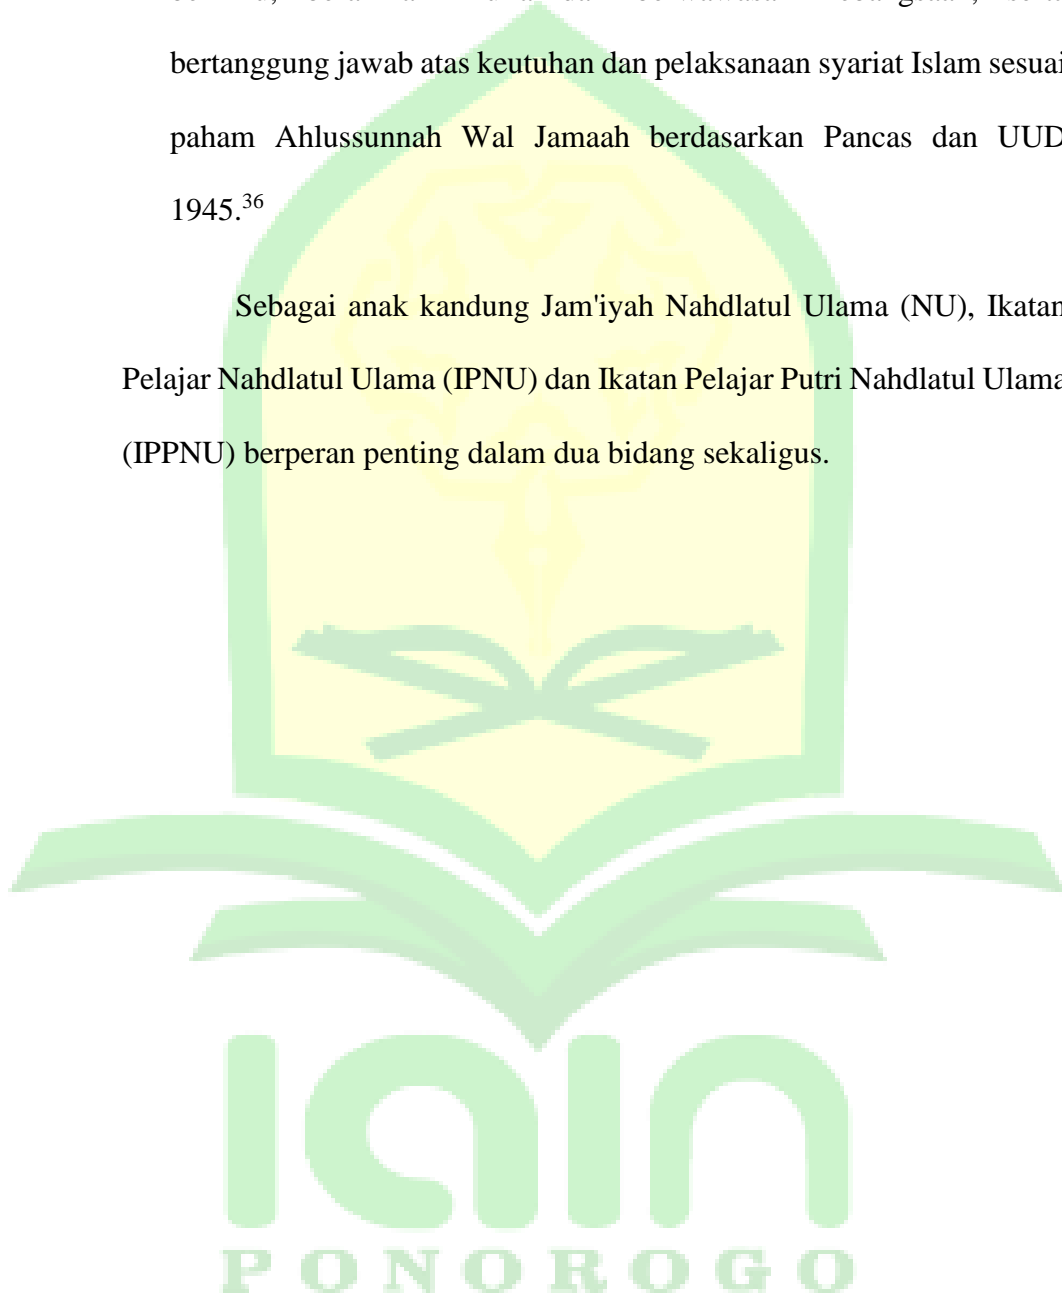 bertanggung jawab atas keutuhan dan pelaksanaan syariat Islam sesuai
paham Ahlussunnah Wal Jamaah berdasarkan Pancas dan UUD
1945.36
Sebagai anak kandung Jam'iyah Nahdlatul Ulama (NU), Ikatan
Pelajar Nahdlatul Ulama (IPNU) dan Ikatan Pelajar Putri Nahdlatul Ulama
(IPPNU) berperan penting dalam dua bidang sekaligus.
iain
PONOROGO